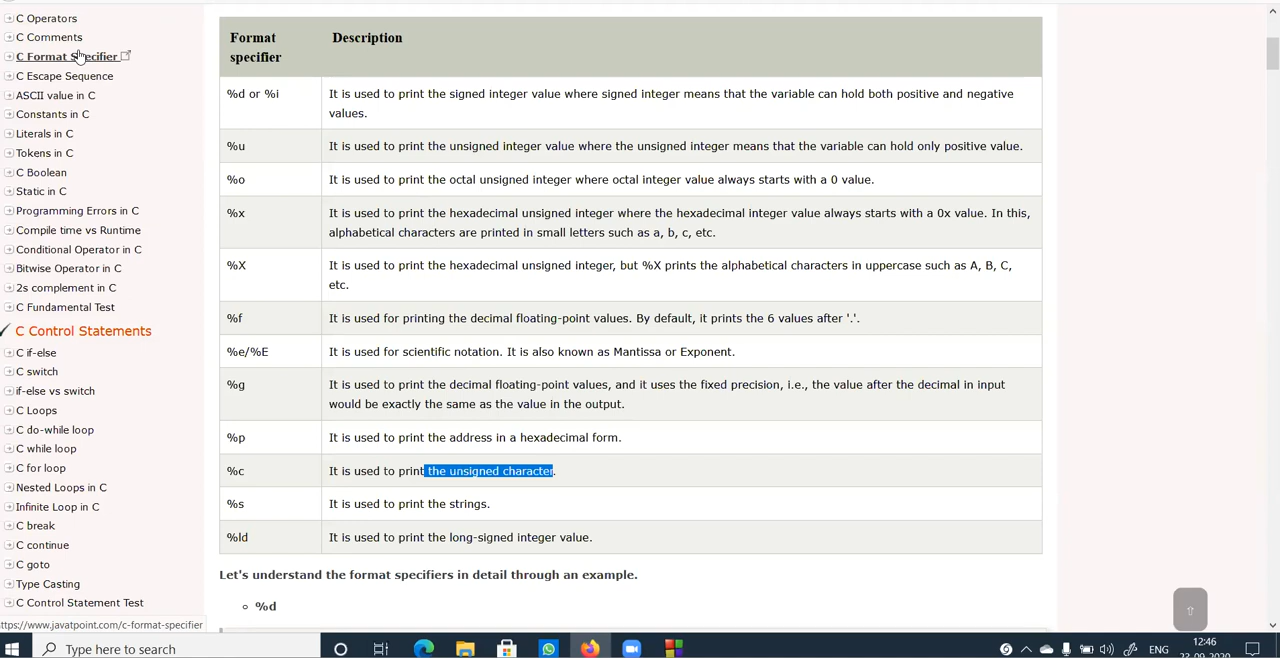 C Operators
C Comments
C Format Specifier
C Escape Sequence
ASCII value in C
Constants in C
Literals in C
Tokens in C
C Boolean
Static in C
Programming Errors in C
Compile time vs Runtime
Conditional Operator in C
Bitwise Operator in C
2s complement in C
C Fundamental Test
C Control Statements
C if-else
C switch
if-else vs switch
C Loops
C do-while loop
C while loop
C for loop
Nested Loops in C
Infinite Loop in C
C break
C continue
C goto
Type Casting
C Control Statement Test
ttps://www.javatpoint.com/c-format-specifier
Format specifier Description
%d or %i It is used to print the signed integer value where signed integer means that the variable can hold both positive and negative
values.
%u It is used to print the unsigned integer value where the unsigned integer means that the variable can hold only positive value.
%o It is used to print the octal unsigned integer where octal integer value always starts with a 0 value.
%x It is used to print the hexadecimal unsigned integer where the hexadecimal integer value always starts with a 0x value. In this,
alphabetical characters are printed in small letters such as a, b, c, etc.
%X It is used to print the hexadecimal unsigned integer, but %X prints the alphabetical characters in uppercase such as A, B, C,
etc.
%f It is used for printing the decimal floating-point values. By default, it prints the 6 values after '.'.
%e/%E It is used for scientific notation. It is also known as Mantissa or Exponent.
%g It is used to print the decimal floating-point values, and it uses the fixed precision, i.e., the value after the decimal in input
would be exactly the same as the value in the output.
%p It is used to print the address in a hexadecimal form.
%c It is used to print the unsigned character.
%s It is used to print the strings.
%ld It is used to print the long-signed integer value.
Let's understand the format specifiers in detail through an example.
%d
Type here to search
ENG
12:46
23-09-2020